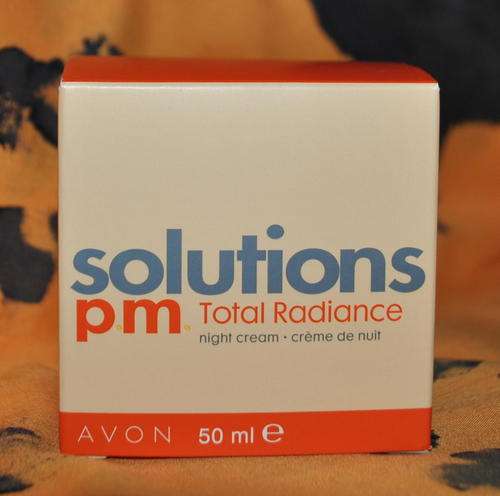 solutions
p.m. Total Radiance
night cream • crème de nuit
AVON 50 ml ℮